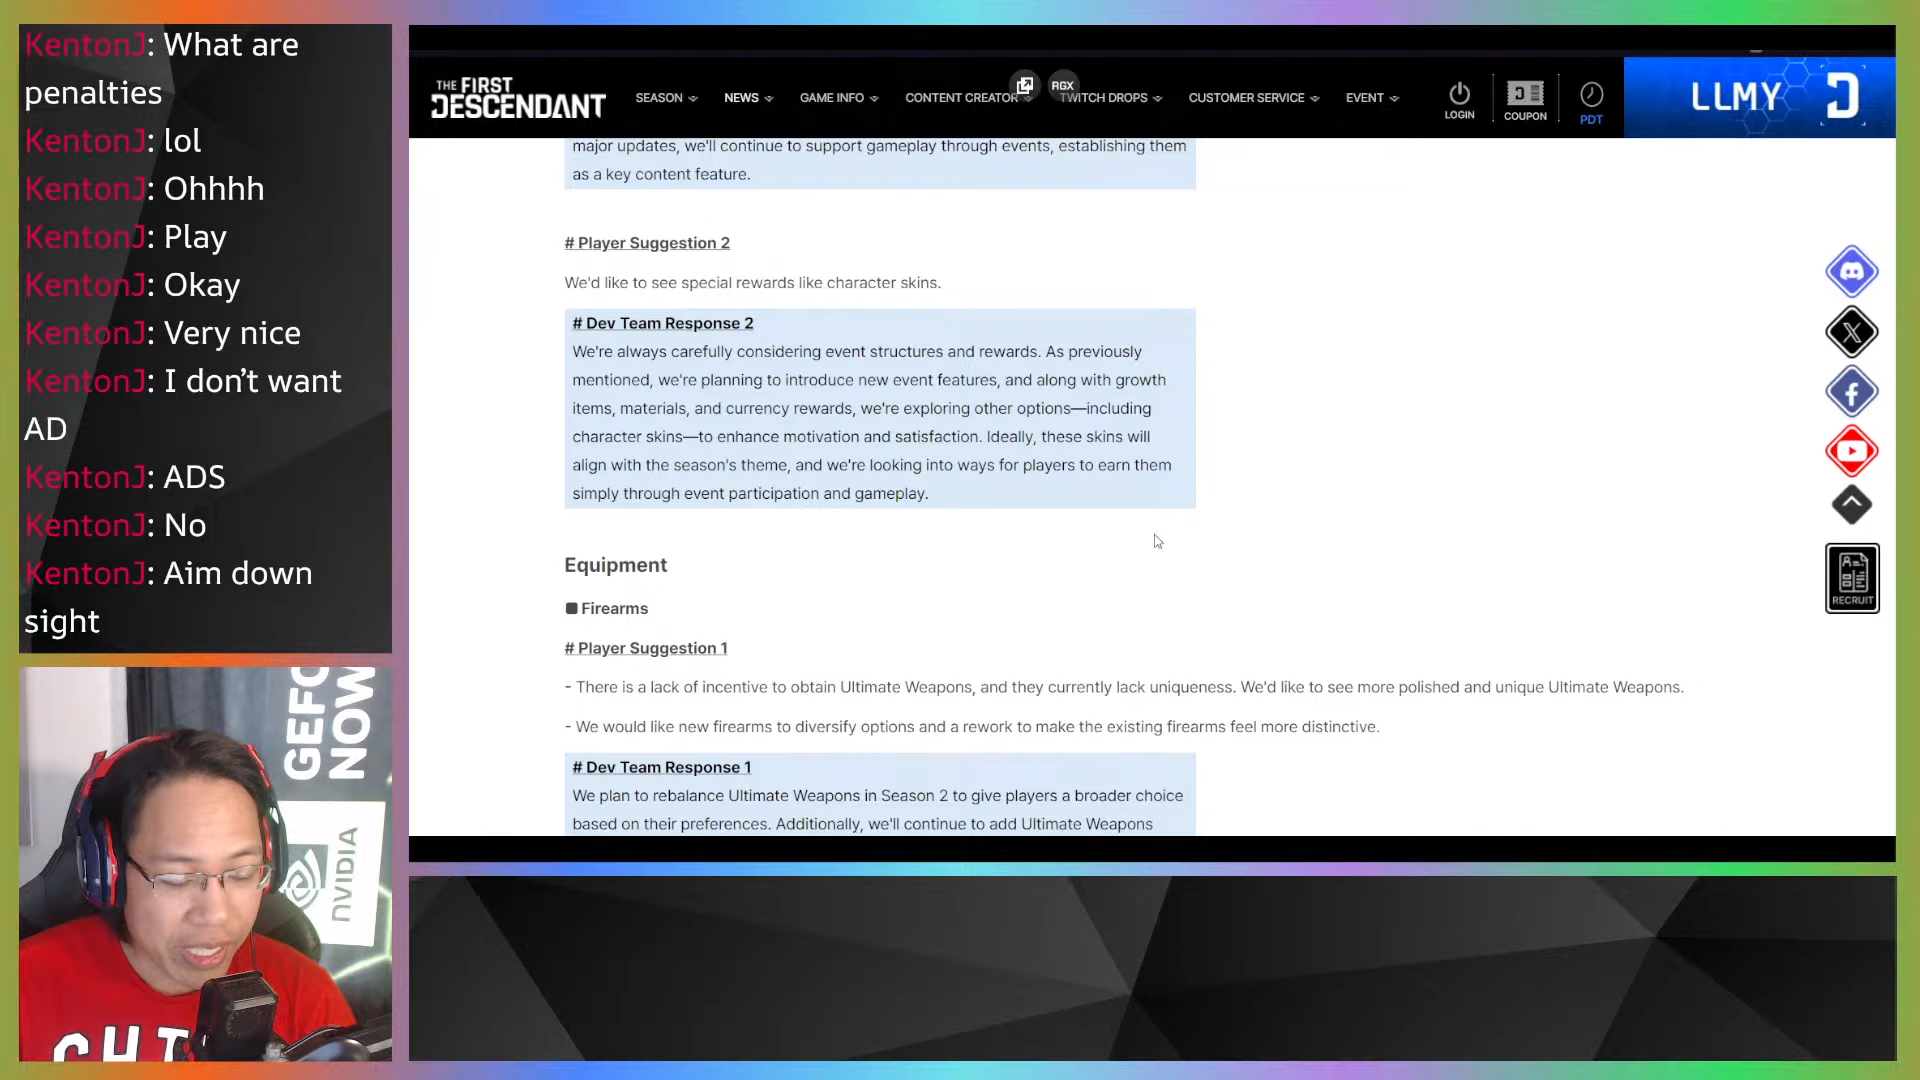 KentonJ: What are
penalties
KentonJ: lol
KentonJ: Ohhhh
KentonJ: Play
KentonJ: Okay
KentonJ: Very nice
KentonJ: I don’t want
AD
KentonJ: ADS
KentonJ: No
KentonJ: Aim down
sight
THE FIRST
DESCENDANT
SEASON
NEWS
GAME INFO
CONTENT CREATOR
RGX
TWITCH DROPS
CUSTOMER SERVICE
EVENT
LOGIN
COUPON
PDT
LLMY
major updates, we'll continue to support gameplay through events, establishing them
as a key content feature.
# Player Suggestion 2
We'd like to see special rewards like character skins.
# Dev Team Response 2
We're always carefully considering event structures and rewards. As previously
mentioned, we're planning to introduce new event features, and along with growth
items, materials, and currency rewards, we're exploring other options—including
character skins—to enhance motivation and satisfaction. Ideally, these skins will
align with the season's theme, and we're looking into ways for players to earn them
simply through event participation and gameplay.
Equipment
Firearms
# Player Suggestion 1
- There is a lack of incentive to obtain Ultimate Weapons, and they currently lack uniqueness. We'd like to see more polished and unique Ultimate Weapons.
- We would like new firearms to diversify options and a rework to make the existing firearms feel more distinctive.
# Dev Team Response 1
We plan to rebalance Ultimate Weapons in Season 2 to give players a broader choice
based on their preferences. Additionally, we'll continue to add Ultimate Weapons
RECRUIT
GEFO
NOW
NVIDIA